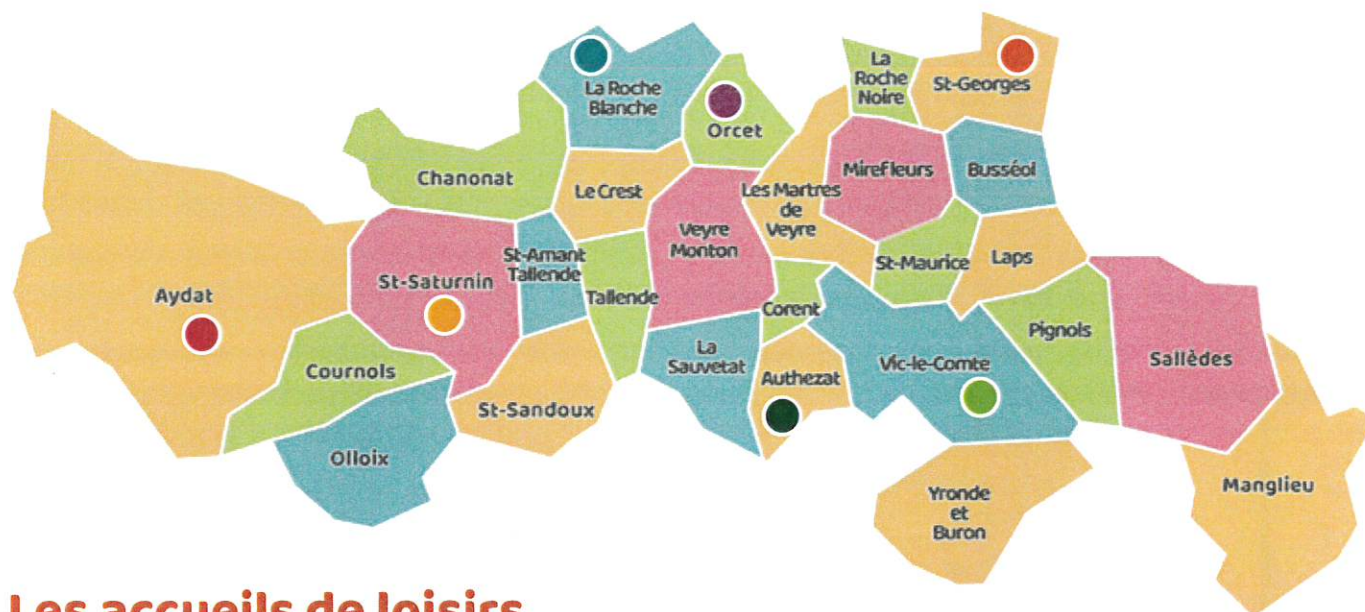 La Roche
Blanche
Orcet
La
Roche
Noire
St-Georges
Chanonat
Le Crest
Les Martres
de
Veyre
Mirefleurs
Busséol
Aydat
St-Saturnin
St-Amant
Tallende
Tallende
Veyre
Monton
Corent
St-Maurice
Laps
Cournols
Olloix
St-Sandoux
La
Sauvetat
Authezat
Vic-le-Comte
Pignols
Sallèdes
Yronde
et
Buron
Manglieu
Les accueils de loisirs